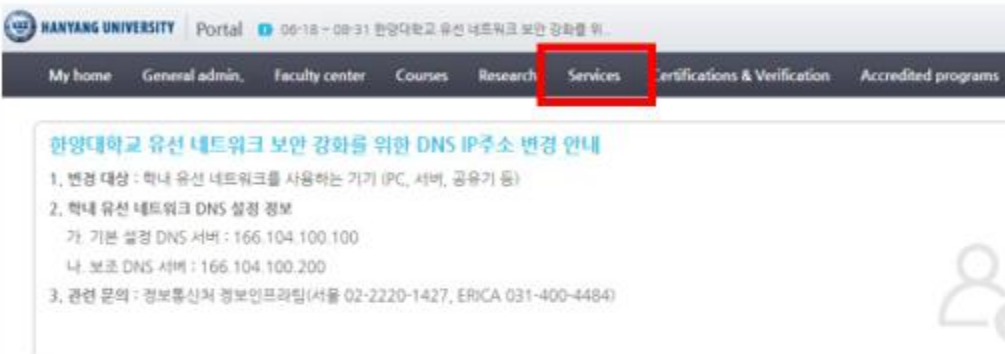 HANYANG UNIVERSITY Portal 06-18 ~ 08-31 한양대학교 유선 네트워크 보안 강화를 위..
My home General admin. Faculty center Courses Research Services Certifications & Verification Accredited programs
한양대학교 유선 네트워크 보안 강화를 위한 DNS IP주소 변경 안내
1. 변경 대상 : 학내 유선 네트워크를 사용하는 기기 (PC, 서버, 공유기 등)
2. 학내 유선 네트워크 DNS 설정 정보
가. 기본 설정 DNS 서버 : 166.104.100.100
나. 보조 DNS 서버 : 166.104.100.200
3. 관련 문의 : 정보통신처 정보인프라팀(서울 02-2220-1427, ERICA 031-400-4484)